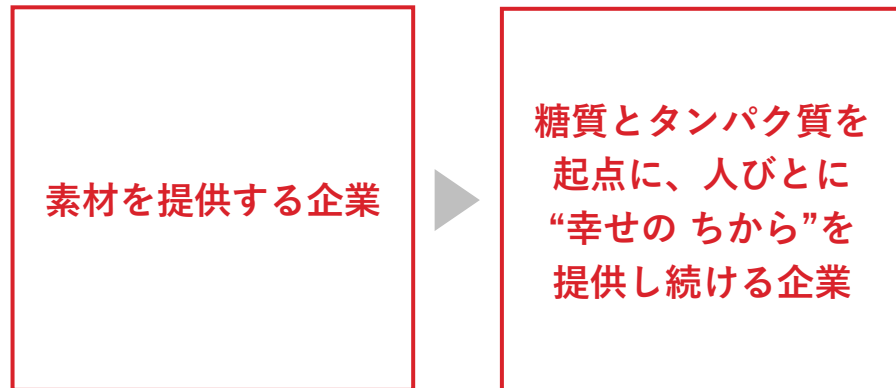 素材を提供する企業
糖質とタンパク質を
起点に、人びとに
“幸せの ちから”を
提供し続ける企業